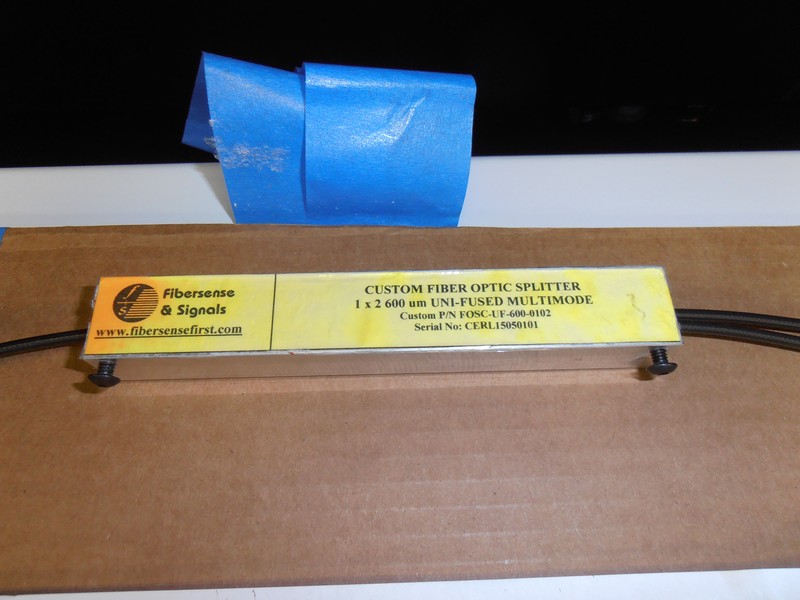 fs
Fibersense
& Signals
www.fibersensefirst.com
CUSTOM FIBER OPTIC SPLITTER
1 x 2 600 um UNI-FUSED MULTIMODE
Custom P/N FOSC-UF-600-0102
Serial No: CERL15050101